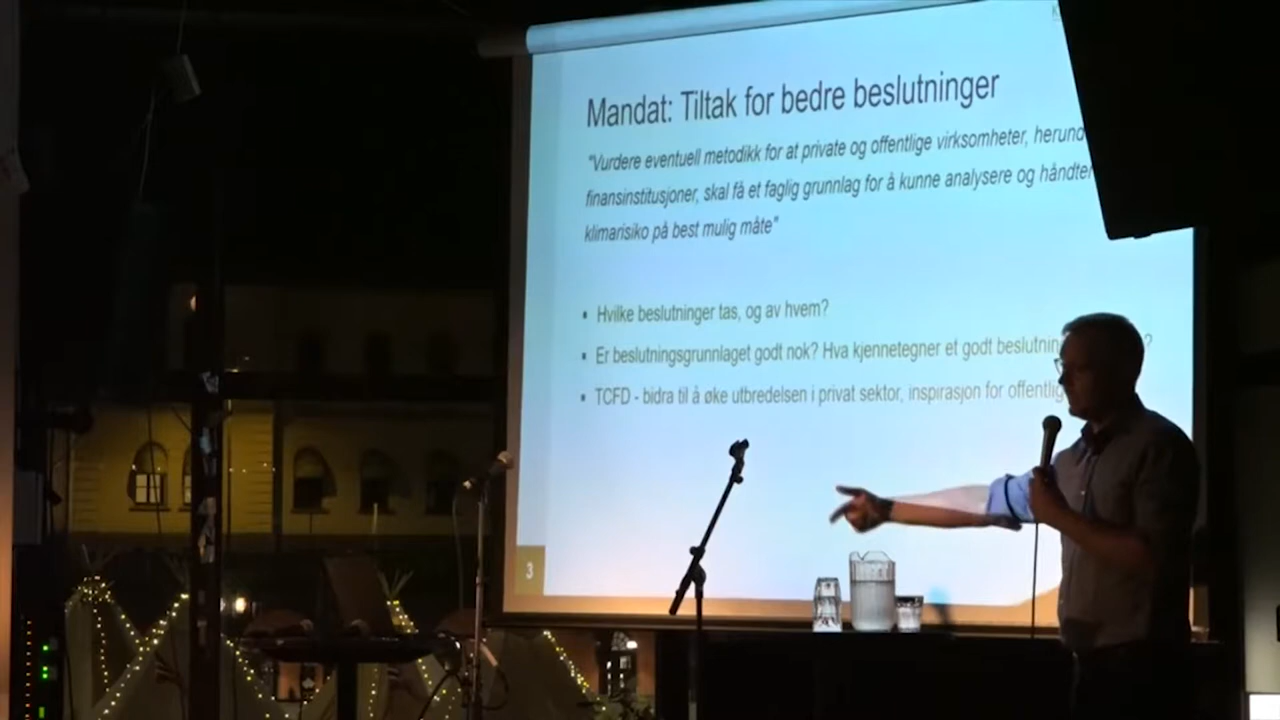 Mandat: Tiltak for bedre beslutninger
"Vurdere eventuell metodikk for at private og offentlige virksomheter, herund
finansinstitusjoner, skal få et faglig grunnlag for å kunne analysere og håndter
klimarisiko på best mulig måte"
• Hvilke beslutninger tas, og av hvem?
• Er beslutningsgrunnlaget godt nok? Hva kjennetegner et godt beslutnin ?
• TCFD - bidra til å øke utbredelsen i privat sektor, inspirasjon for offentlig
3